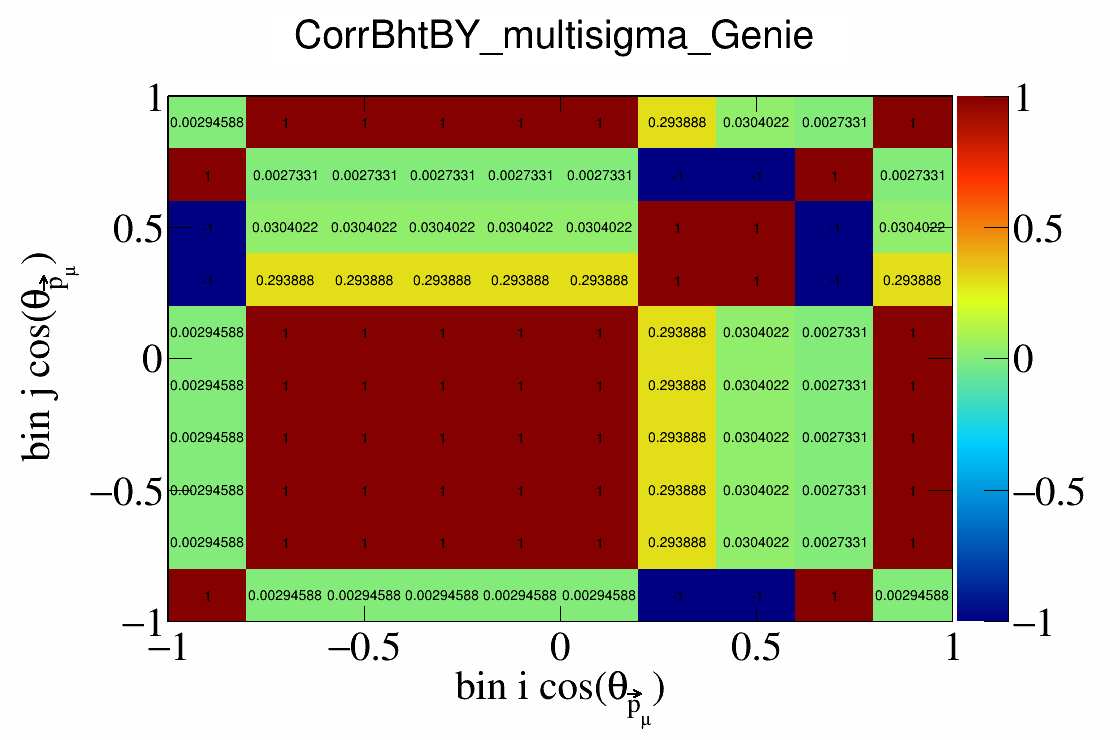 CorrBhtBY_multisigma_Genie
1 0.00294588 1 1 1 1 1 0.293888 0.0304022 0.0027331 1 1
1 0.0027331 0.0027331 0.0027331 0.0027331 0.0027331 -1 -1 1 0.0027331
0.5 -1 0.0304022 0.0304022 0.0304022 0.0304022 0.0304022 1 1 -1 0.0304022 0.5
-1 0.293888 0.293888 0.293888 0.293888 0.293888 1 1 -1 0.293888
0.00294588 1 1 1 1 1 0.293888 0.0304022 0.0027331 1
0 0
0.00294588 1 1 1 1 1 0.293888 0.0304022 0.0027331 1
0.00294588 1 1 1 1 1 0.293888 0.0304022 0.0027331 1
−0.5 0.00294588 1 1 1 1 1 0.293888 0.0304022 0.0027331 1 −0.5
0.00294588 1 1 1 1 1 0.293888 0.0304022 0.0027331 1
1 0.00294588 0.00294588 0.00294588 0.00294588 0.00294588 -1 -1 1 0.00294588
−1 −1
−1 −0.5 0 0.5 1
bin i cos(θp⃗μ)
bin j cos(θp⃗μ)